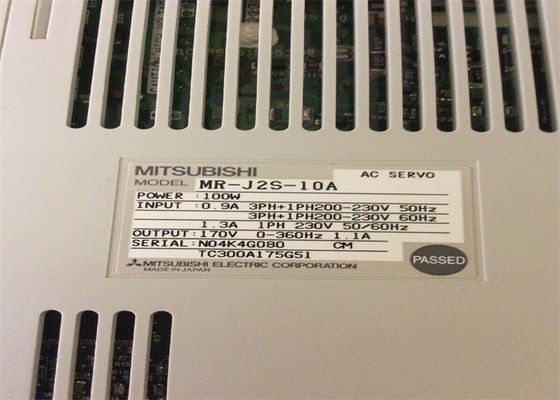 MITSUBISHI AC SERVO
MODEL MR-J2S-10A
POWER :100W
INPUT :0.9A 3PH+1PH200-230V 50Hz
3PH+1PH200-230V 60Hz
1.3A 1PH 230V 50/60Hz
OUTPUT:170V 0-360Hz 1.1A
SERIAL:N04K4G080 CM
TC300A175G51
MITSUBISHI ELECTRIC CORPORATION
MADE IN JAPAN
PASSED